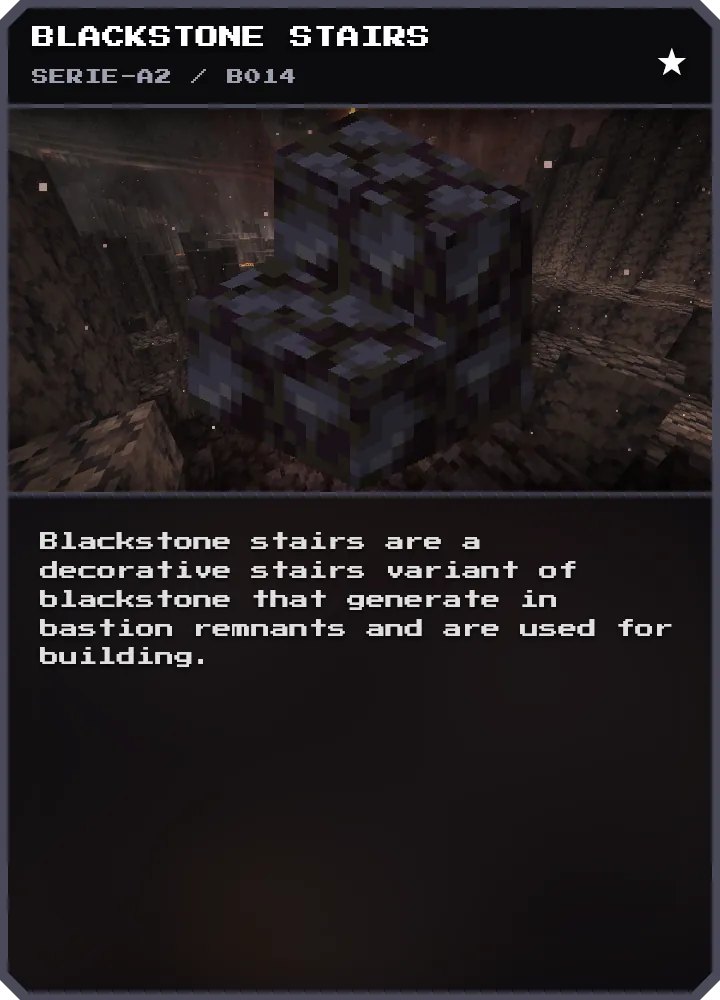 BLACKSTONE STAIRS
SERIE-A2 / B014
Blackstone stairs are a
decorative stairs variant of
blackstone that generate in
bastion remnants and are used for
building.